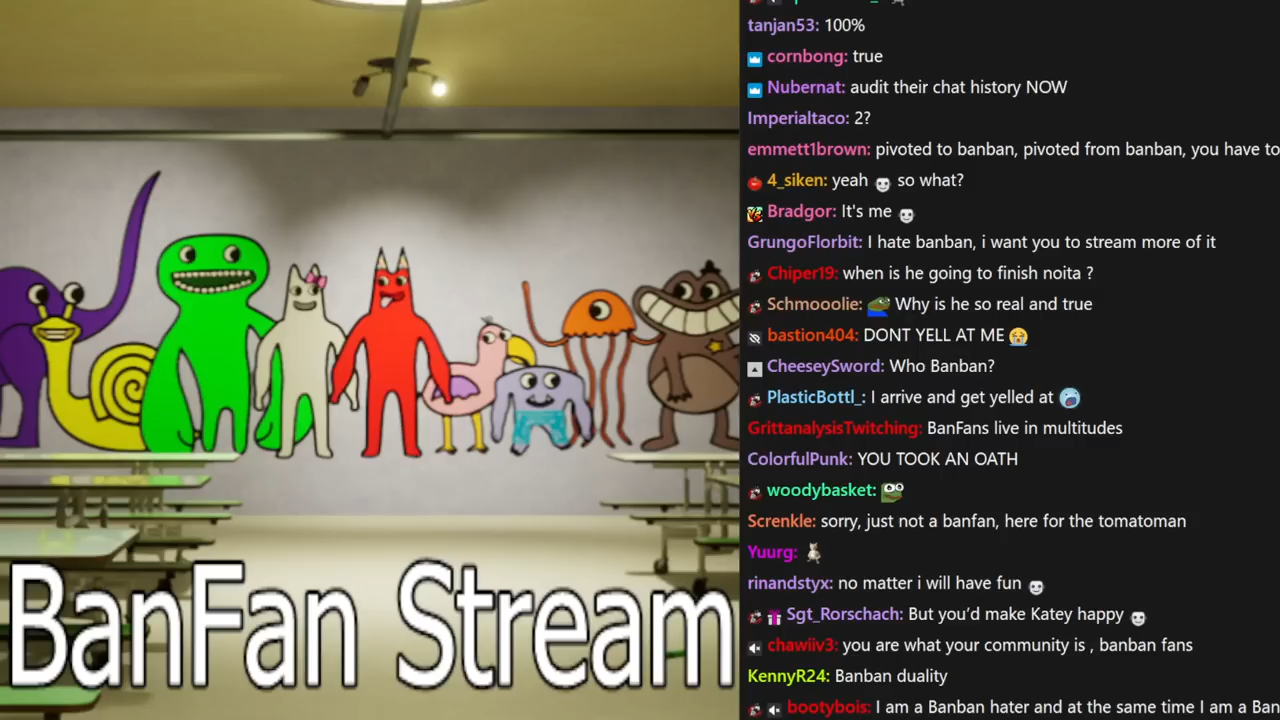 tanjan53: 100%
cornbong: true
Nubernat: audit their chat history NOW
Imperialtaco: 2?
emmett1brown: pivoted to banban, pivoted from banban, you have to
4_siken: yeah so what?
Bradgor: It's me
GrungoFlorbit: I hate banban, i want you to stream more of it
Chiper19: when is he going to finish noita ?
Schmooolie: Why is he so real and true
bastion404: DONT YELL AT ME
CheeseySword: Who Banban?
PlasticBottl_: I arrive and get yelled at
GrittanalysisTwitching: BanFans live in multitudes
ColorfulPunk: YOU TOOK AN OATH
woodybasket:
Screnkle: sorry, just not a banfan, here for the tomatoman
Yuurg:
rinandstyx: no matter i will have fun
Sgt_Rorschach: But you’d make Katey happy
chawiiv3: you are what your community is , banban fans
KennyR24: Banban duality
bootybois: I am a Banban hater and at the same time I am a Ban
BanFan Stream